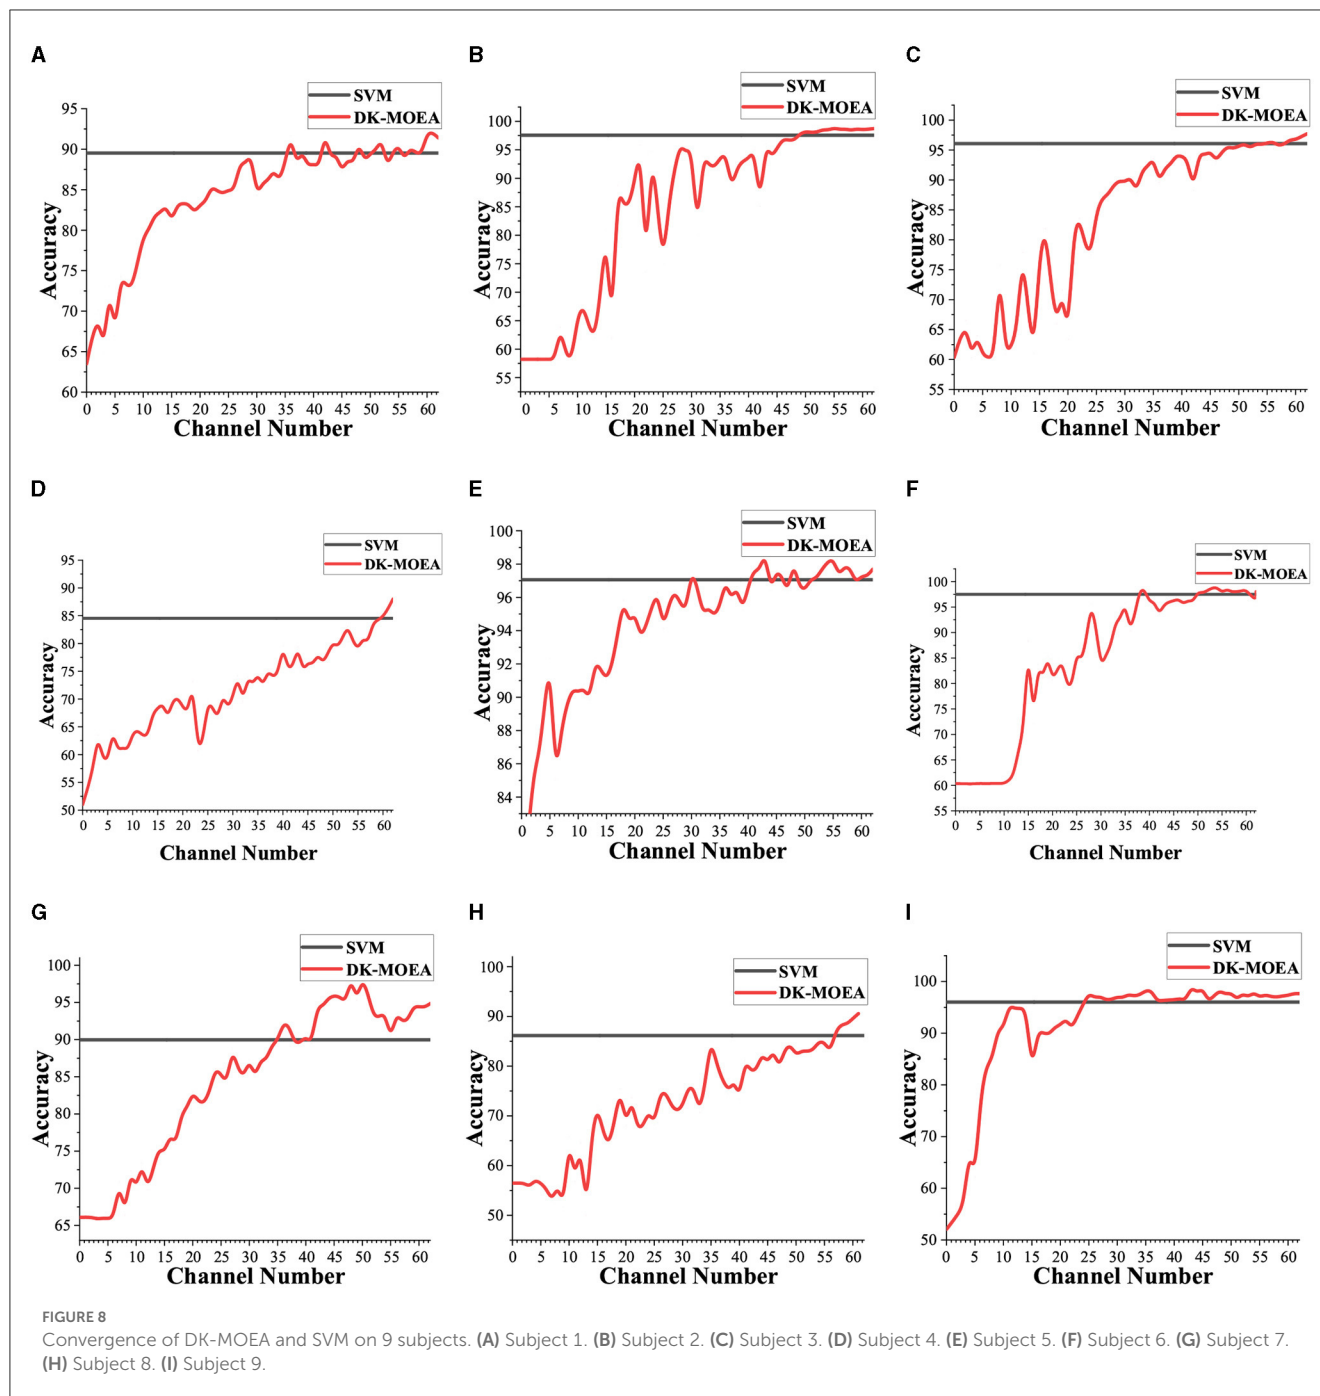 A
SVM
DK-MOEA
95
90
85
80
75
70
65
60
Accuracy
0 5 10 15 20 25 30 35 40 45 50 55 60
Channel Number
B
SVM
DK-MOEA
100
95
90
85
80
75
70
65
60
55
Accuracy
0 5 10 15 20 25 30 35 40 45 50 55 60
Channel Number
C
SVM
DK-MOEA
100
95
90
85
80
75
70
65
60
55
Accuracy
0 5 10 15 20 25 30 35 40 45 50 55 60
Channel Number
D
SVM
DK-MOEA
95
90
85
80
75
70
65
60
55
50
Accuracy
0 5 10 15 20 25 30 35 40 45 50 55 60
Channel Number
E
SVM
DK-MOEA
100
98
96
94
92
90
88
86
84
Accuracy
0 5 10 15 20 25 30 35 40 45 50 55 60
Channel Number
F
SVM
DK-MOEA
100
95
90
85
80
75
70
65
60
55
Acccuracy
0 5 10 15 20 25 30 35 40 45 50 55 60
Channel Number
G
SVM
DK-MOEA
100
95
90
85
80
75
70
65
Accuracy
0 5 10 15 20 25 30 35 40 45 50 55 60
Channel Number
H
SVM
DK-MOEA
100
90
80
70
60
50
Accuracy
0 5 10 15 20 25 30 35 40 45 50 55 60
Channel Number
I
SVM
DK-MOEA
100
90
80
70
60
50
Accuracy
0 5 10 15 20 25 30 35 40 45 50 55 60
Channel Number
FIGURE 8
Convergence of DK-MOEA and SVM on 9 subjects. (A) Subject 1. (B) Subject 2. (C) Subject 3. (D) Subject 4. (E) Subject 5. (F) Subject 6. (G) Subject 7.
(H) Subject 8. (I) Subject 9.